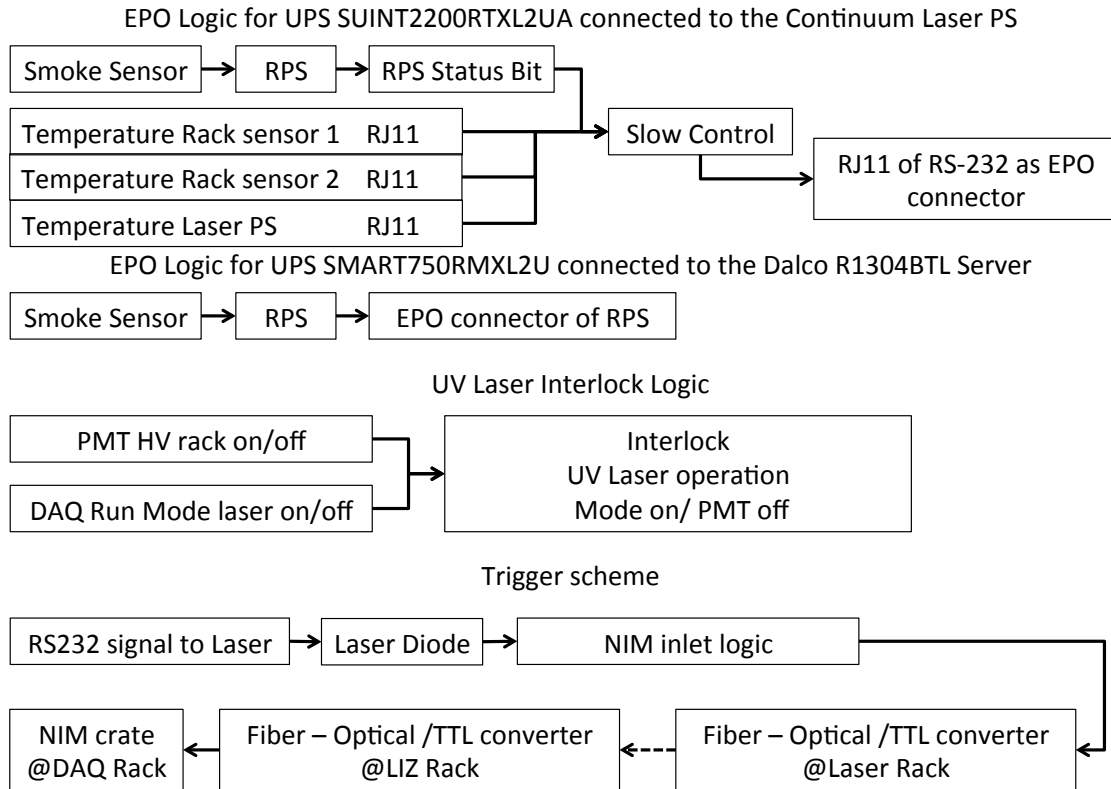 EPO Logic for UPS SUINT2200RTXL2UA connected to the Continuum Laser PS
Smoke Sensor
RPS
RPS Status Bit
Temperature Rack sensor 1 RJ11
Temperature Rack sensor 2 RJ11
Temperature Laser PS RJ11
Slow Control
RJ11 of RS-232 as EPO
connector
EPO Logic for UPS SMART750RMXL2U connected to the Dalco R1304BTL Server
Smoke Sensor
RPS
EPO connector of RPS
UV Laser Interlock Logic
PMT HV rack on/off
DAQ Run Mode laser on/off
Interlock
UV Laser operation
Mode on/ PMT off
Trigger scheme
RS232 signal to Laser
Laser Diode
NIM inlet logic
NIM crate
@DAQ Rack
Fiber – Optical /TTL converter
@LIZ Rack
Fiber – Optical /TTL converter
@Laser Rack